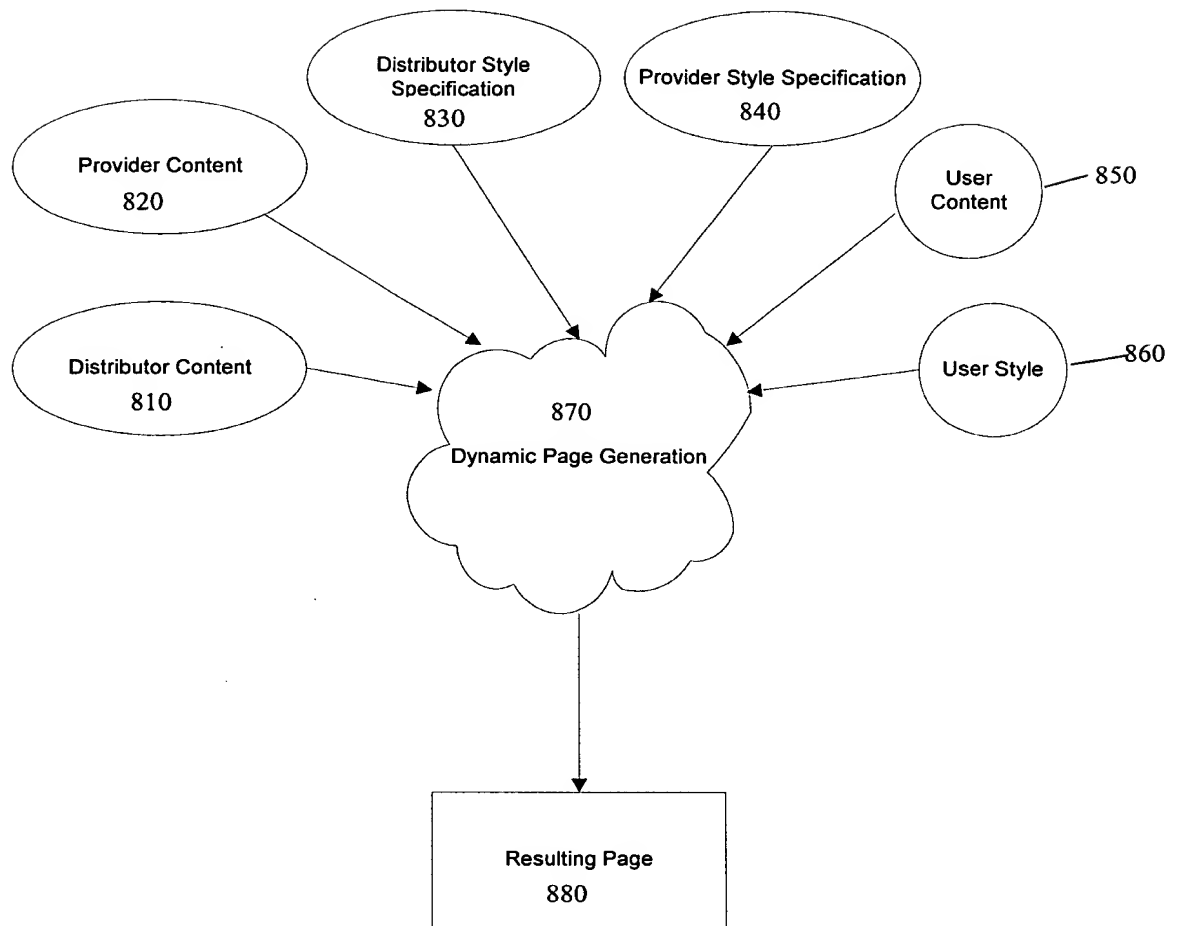 Distributor Style
Specification
830
Provider Style Specification
840
Provider Content
820
User
Content
850
Distributor Content
810
User Style
860
870
Dynamic Page Generation
Resulting Page
880